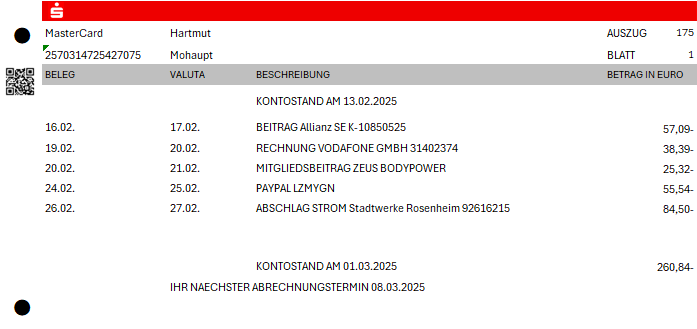 MasterCard Hartmut AUSZUG 175
2570314725427075 Mohaupt BLATT 1
BELEG VALUTA BESCHREIBUNG BETRAG IN EURO
KONTOSTAND AM 13.02.2025
16.02. 17.02. BEITRAG Allianz SE K-10850525 57,09-
19.02. 20.02. RECHNUNG VODAFONE GMBH 31402374 38,39-
20.02. 21.02. MITGLIEDSBEITRAG ZEUS BODYPOWER 25,32-
24.02. 25.02. PAYPAL LZMYGN 55,54-
26.02. 27.02. ABSCHLAG STROM Stadtwerke Rosenheim 92616215 84,50-
KONTOSTAND AM 01.03.2025 260,84-
IHR NAECHSTER ABRECHNUNGSTERMIN 08.03.2025